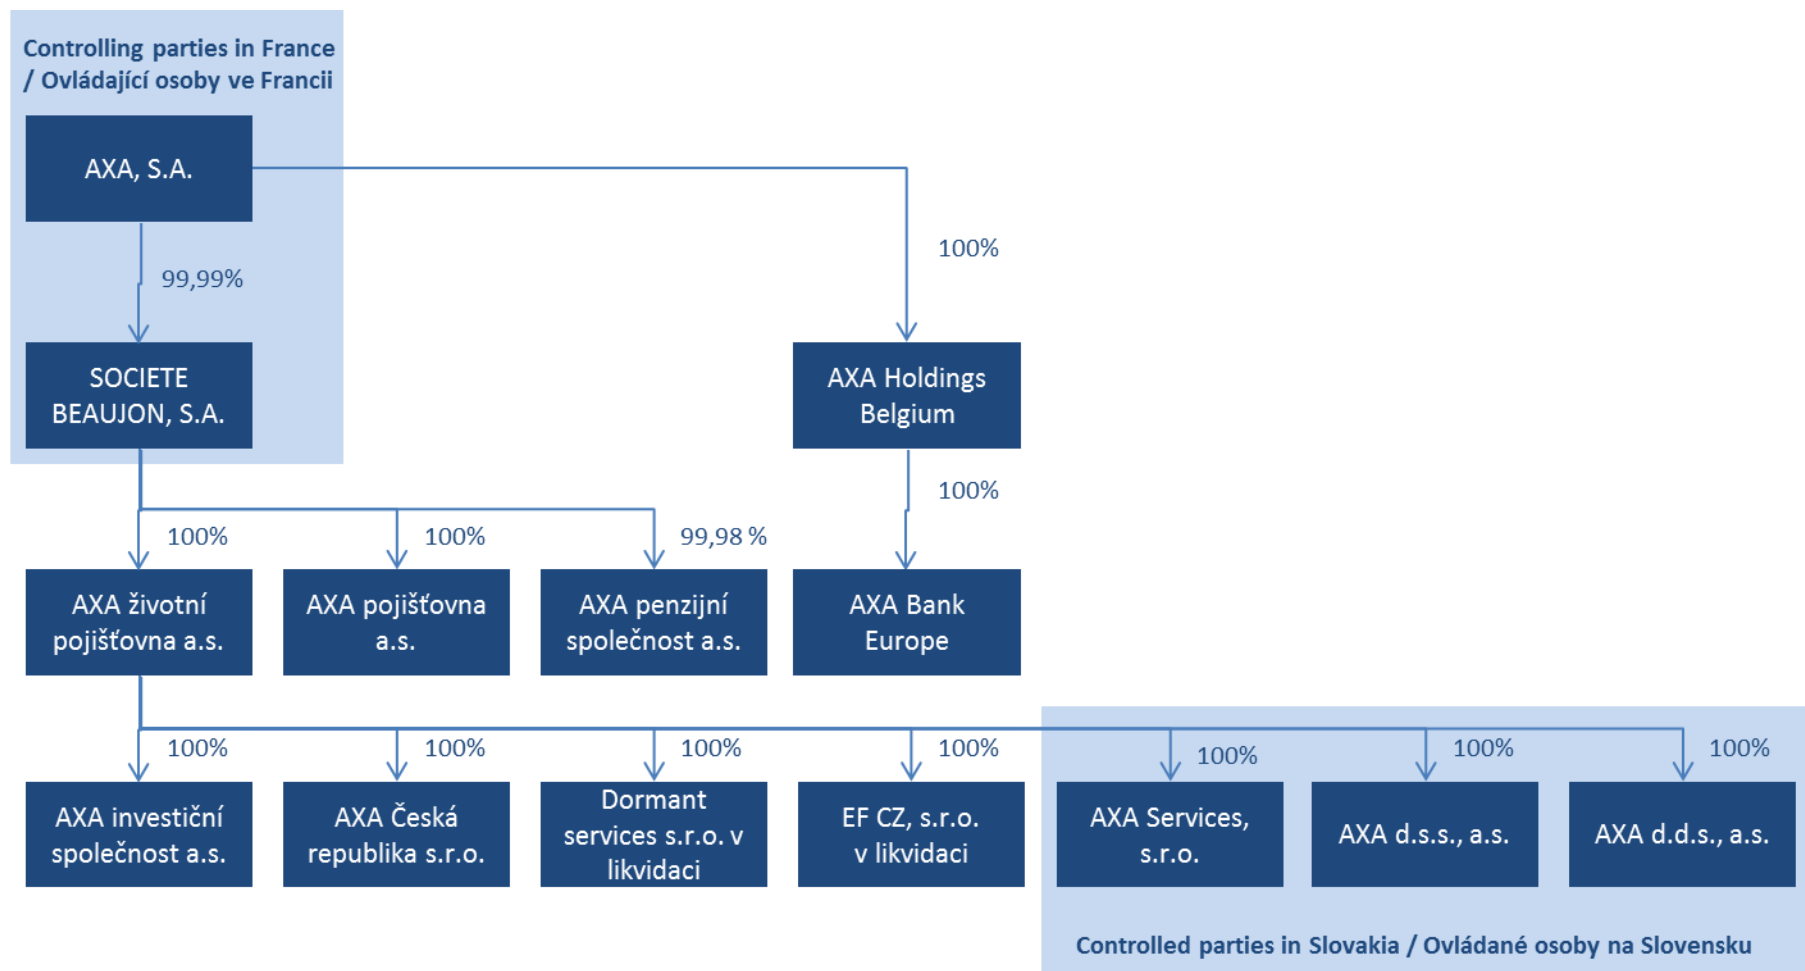 Controlling parties in France
/ Ovládající osoby ve Francii
AXA, S.A.
100%
99,99%
SOCIETE
BEAUJON, S.A.
AXA Holdings
Belgium
100%
100%
100%
99,98 %
AXA životní
pojišťovna a.s.
AXA pojišťovna
a.s.
AXA penzijní
společnost a.s.
AXA Bank
Europe
100%
100%
100%
100%
100%
100%
100%
AXA investiční
společnost a.s.
AXA Česká
republika s.r.o.
Dormant
services s.r.o. v
likvidaci
EF CZ, s.r.o.
v likvidaci
AXA Services,
s.r.o.
AXA d.s.s., a.s.
AXA d.d.s., a.s.
Controlled parties in Slovakia / Ovládané osoby na Slovensku